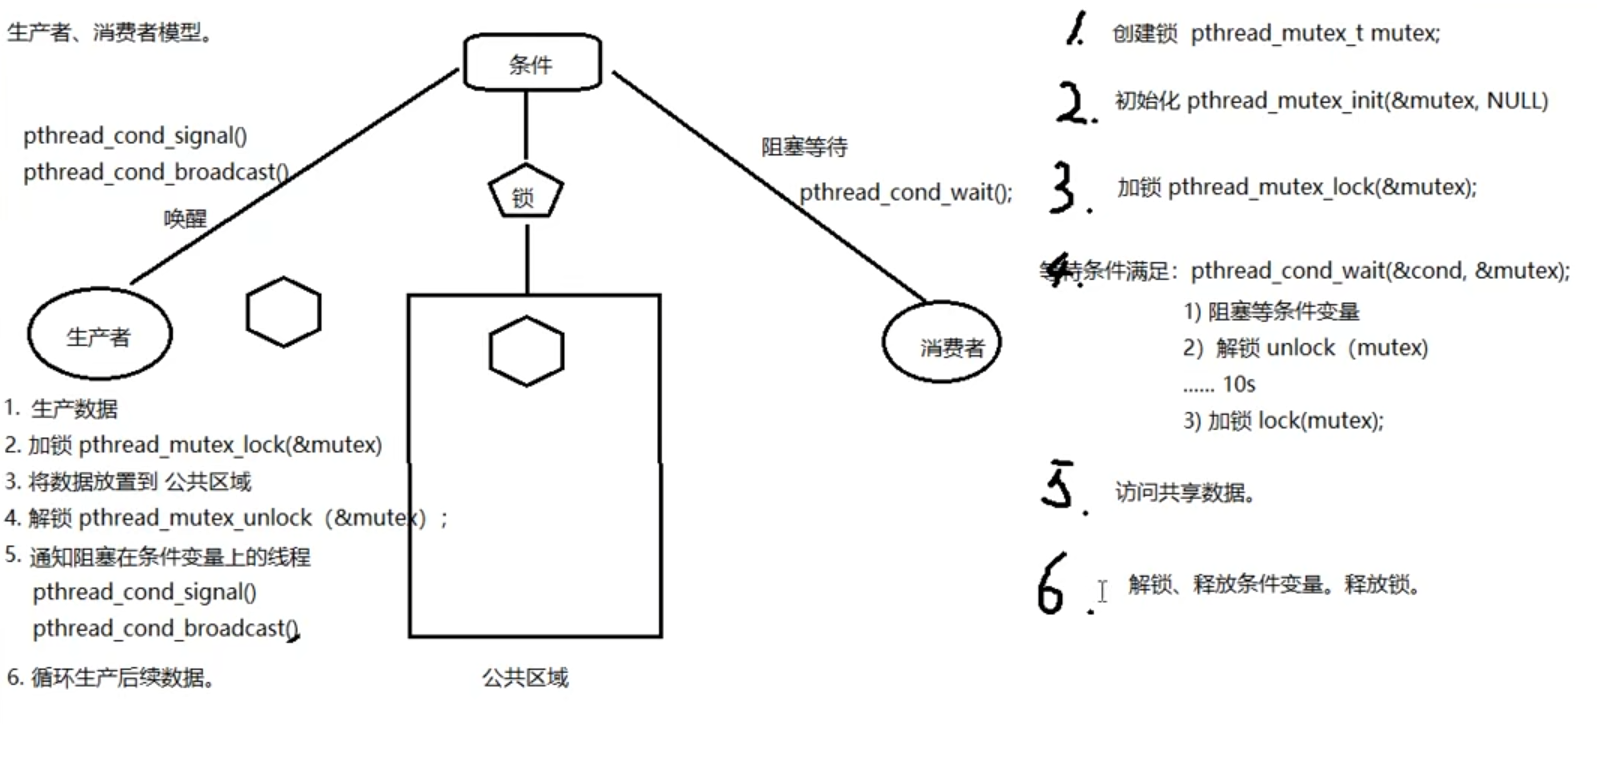 生产者、消费者模型。
条件
pthread_cond_signal()
pthread_cond_broadcast()
唤醒
锁
阻塞等待
pthread_cond_wait();
生产者
消费者
1. 生产数据
2. 加锁 pthread_mutex_lock(&mutex)
3. 将数据放置到 公共区域
4. 解锁 pthread_mutex_unlock（&mutex）;
5. 通知阻塞在条件变量上的线程
pthread_cond_signal()
pthread_cond_broadcast()
6. 循环生产后续数据。
公共区域
1. 创建锁 pthread_mutex_t mutex;
2. 初始化 pthread_mutex_init(&mutex, NULL)
3. 加锁 pthread_mutex_lock(&mutex);
4. 等待条件满足：pthread_cond_wait(&cond, &mutex);
1) 阻塞等条件变量
2）解锁 unlock（mutex)
...... 10s
3) 加锁 lock(mutex);
5. 访问共享数据。
6. 解锁、释放条件变量。释放锁。